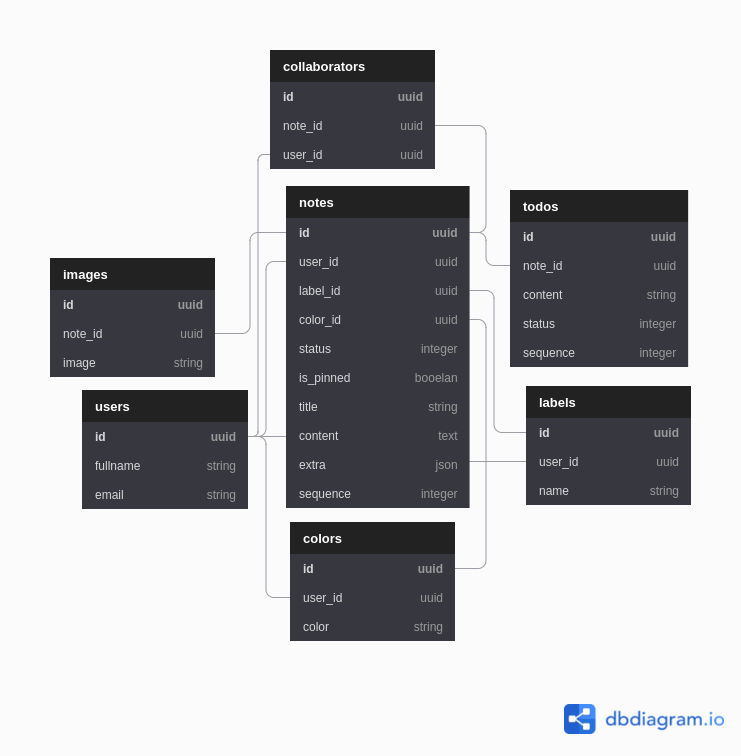 collaborators
id uuid
note_id uuid
user_id uuid
notes
id uuid
user_id uuid
label_id uuid
color_id uuid
status integer
is_pinned booelan
title string
content text
extra json
sequence integer
todos
id uuid
note_id uuid
content string
status integer
sequence integer
images
id uuid
note_id uuid
image string
users
id uuid
fullname string
email string
labels
id uuid
user_id uuid
name string
colors
id uuid
user_id uuid
color string
dbdiagram.io